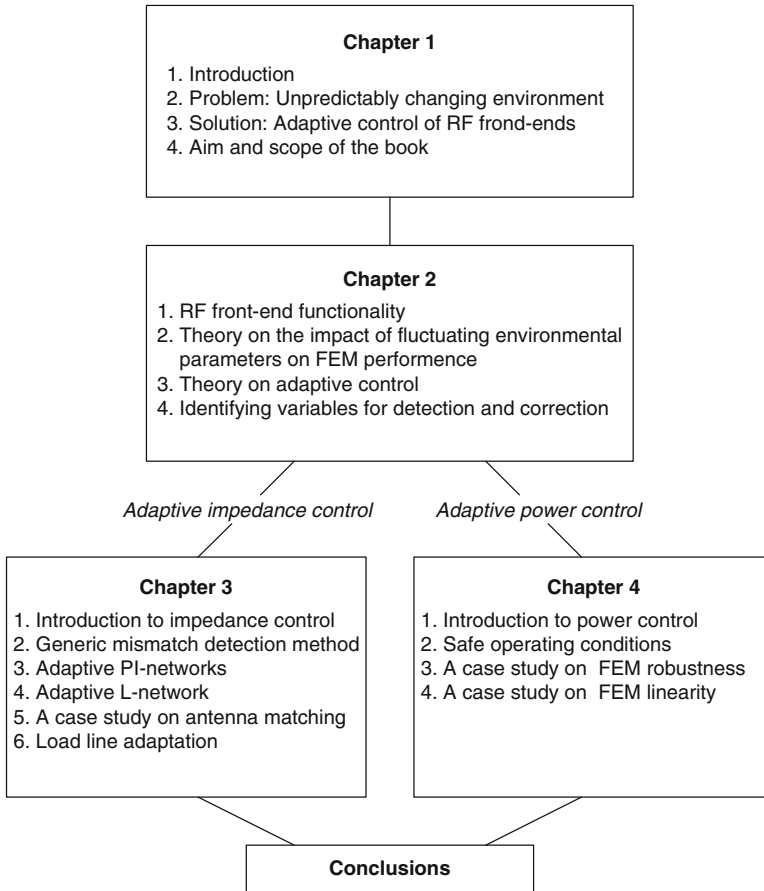 Chapter 1
1. Introduction
2. Problem: Unpredictably changing environment
3. Solution: Adaptive control of RF frond-ends
4. Aim and scope of the book
Chapter 2
1. RF front-end functionality
2. Theory on the impact of fluctuating environmental
parameters on FEM performence
3. Theory on adaptive control
4. Identifying variables for detection and correction
Adaptive impedance control
Adaptive power control
Chapter 3
1. Introduction to impedance control
2. Generic mismatch detection method
3. Adaptive PI-networks
4. Adaptive L-network
5. A case study on antenna matching
6. Load line adaptation
Chapter 4
1. Introduction to power control
2. Safe operating conditions
3. A case study on FEM robustness
4. A case study on FEM linearity
Conclusions